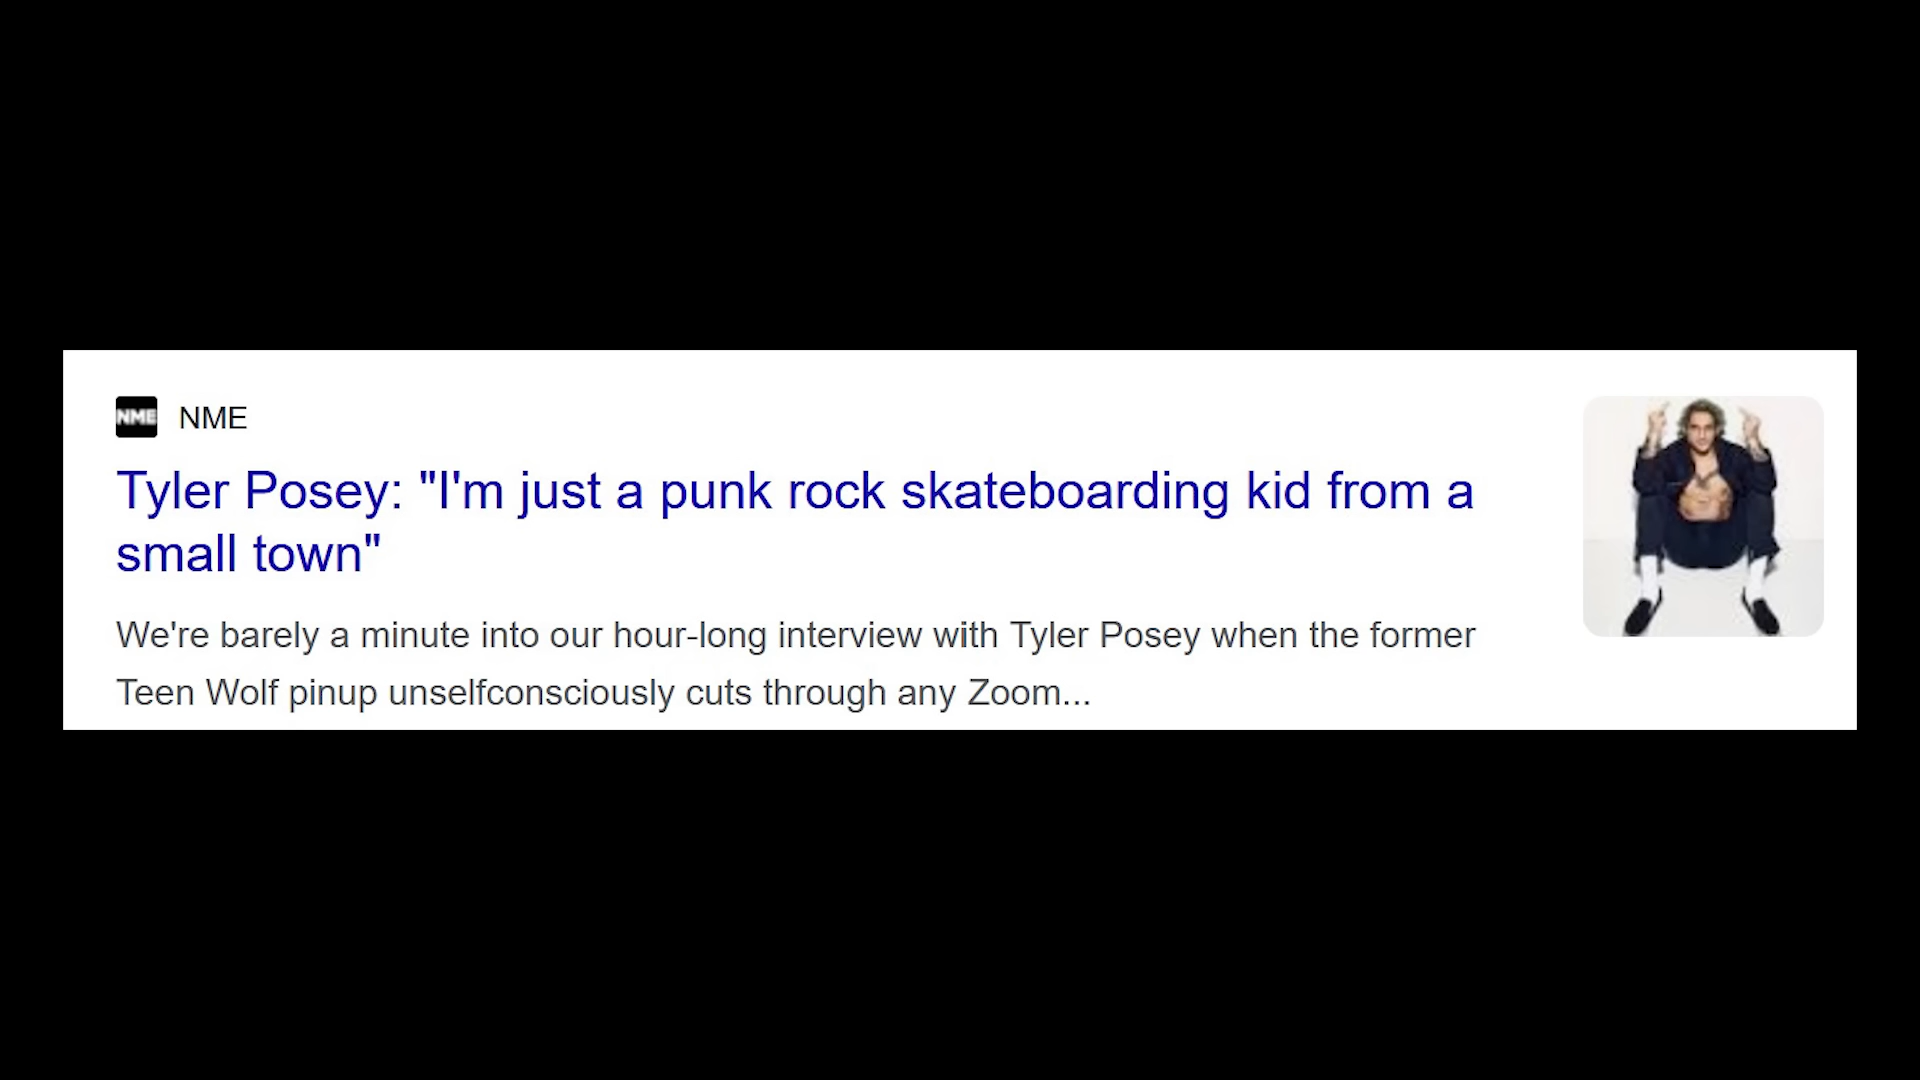 NME NME
Tyler Posey: "I'm just a punk rock skateboarding kid from a
small town"
We're barely a minute into our hour-long interview with Tyler Posey when the former
Teen Wolf pinup unselfconsciously cuts through any Zoom...